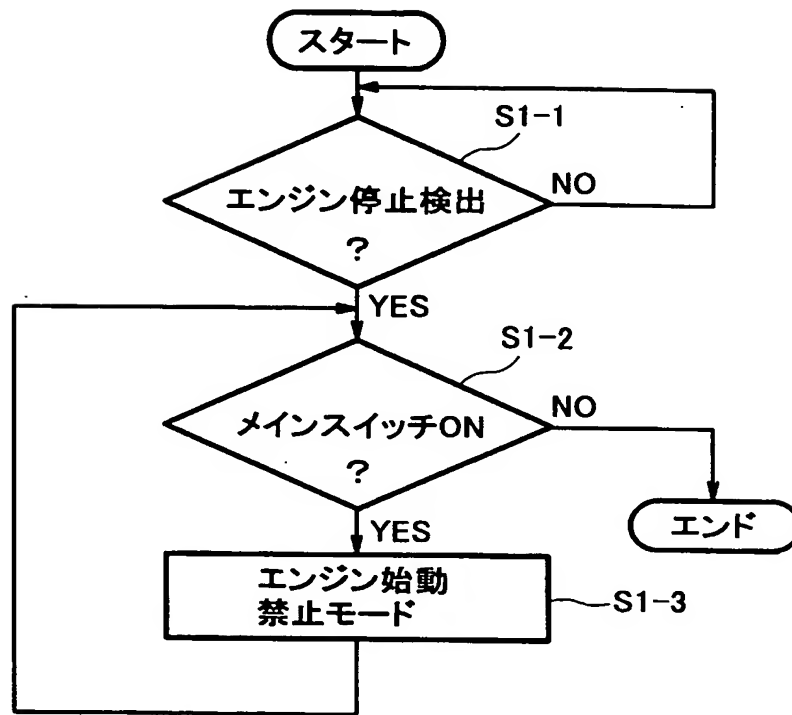 スタート
S1-1
エンジン停止検出
?
NO
YES
S1-2
メインスイッチON
?
NO
エンド
YES
エンジン始動
禁止モード
S1-3